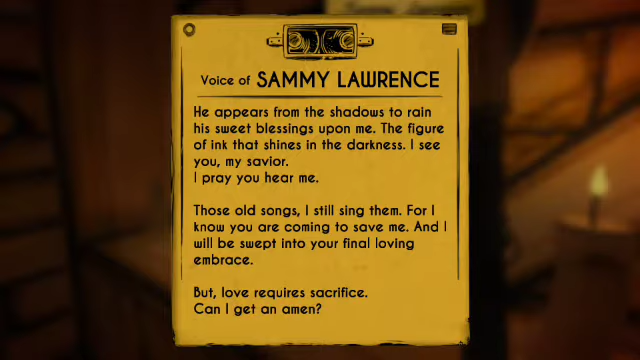 Voice of SAMMY LAWRENCE
He appears from the shadows to rain
his sweet blessings upon me. The figure
of ink that shines in the darkness. I see
you, my savior.
I pray you hear me.
Those old songs, I still sing them. For I
know you are coming to save me. And I
will be swept into your final loving
embrace.
But, love requires sacrifice.
Can I get an amen?